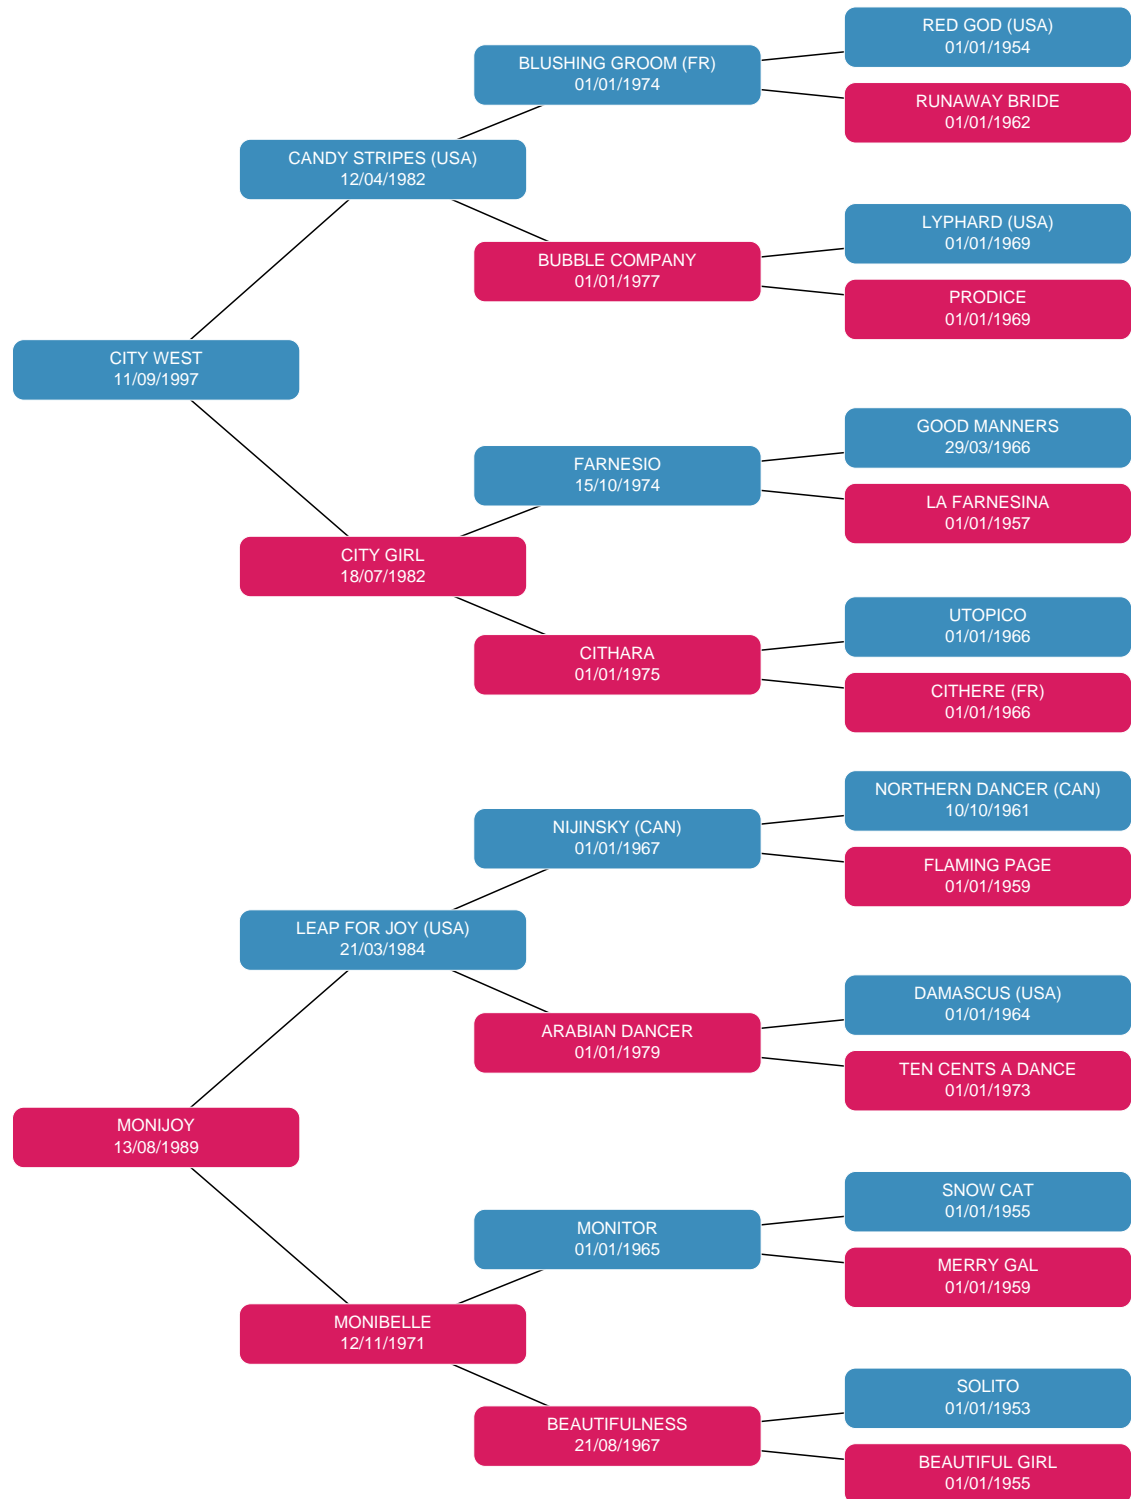 RED GOD (USA)
01/01/1954
BLUSHING GROOM (FR)
01/01/1974
RUNAWAY BRIDE
01/01/1962
CANDY STRIPES (USA)
12/04/1982
LYPHARD (USA)
01/01/1969
BUBBLE COMPANY
01/01/1977
PRODICE
01/01/1969
CITY WEST
11/09/1997
GOOD MANNERS
29/03/1966
FARNESIO
15/10/1974
LA FARNESINA
01/01/1957
CITY GIRL
18/07/1982
UTOPICO
01/01/1966
CITHARA
01/01/1975
CITHERE (FR)
01/01/1966
NORTHERN DANCER (CAN)
10/10/1961
NIJINSKY (CAN)
01/01/1967
FLAMING PAGE
01/01/1959
LEAP FOR JOY (USA)
21/03/1984
DAMASCUS (USA)
01/01/1964
ARABIAN DANCER
01/01/1979
TEN CENTS A DANCE
01/01/1973
MONIJOY
13/08/1989
SNOW CAT
01/01/1955
MONITOR
01/01/1965
MERRY GAL
01/01/1959
MONIBELLE
12/11/1971
SOLITO
01/01/1953
BEAUTIFULNESS
21/08/1967
BEAUTIFUL GIRL
01/01/1955